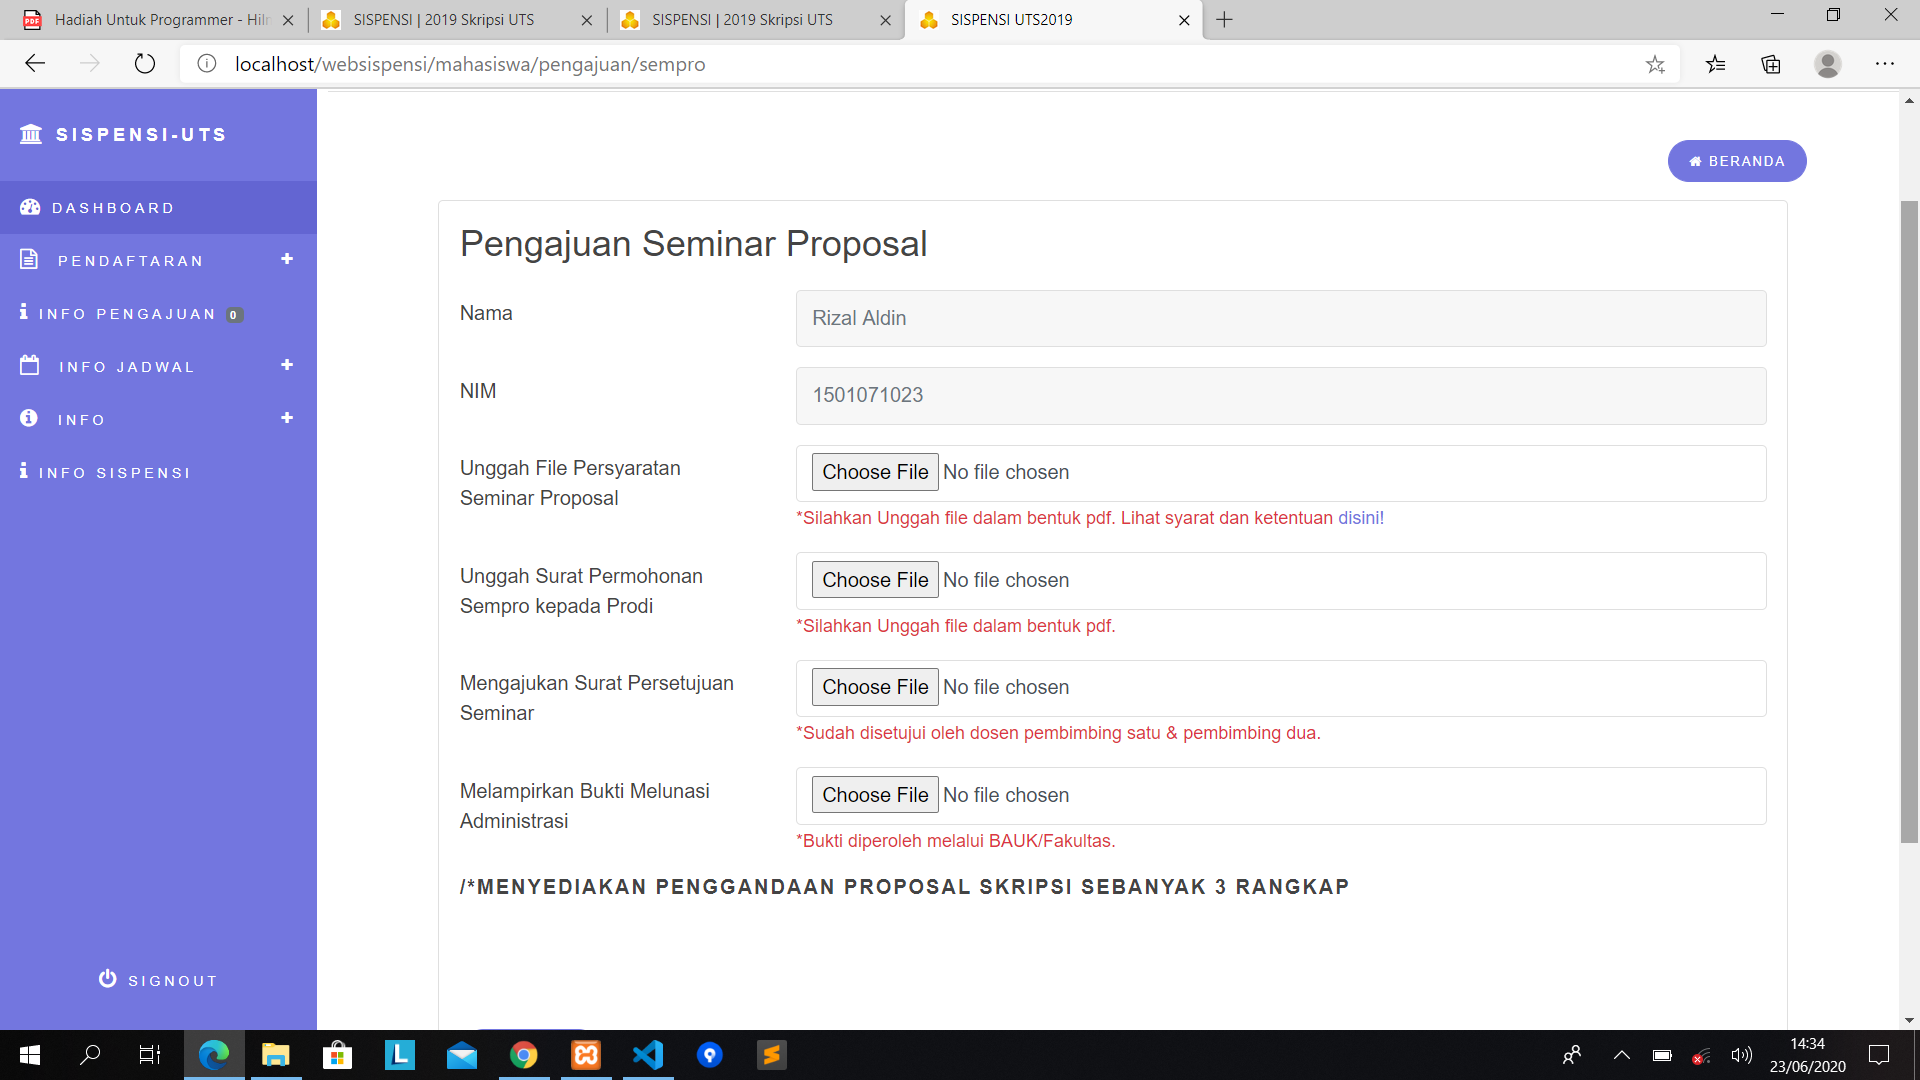 Hadiah Untuk Programmer - Hiln
SISPENSI | 2019 Skripsi UTS
SISPENSI | 2019 Skripsi UTS
SISPENSI UTS2019
localhost/websispensi/mahasiswa/pengajuan/sempro
SISPENSI-UTS
DASHBOARD
PENDAFTARAN
INFO PENGAJUAN 0
INFO JADWAL
INFO
INFO SISPENSI
SIGNOUT
BERANDA
Pengajuan Seminar Proposal
Nama
Rizal Aldin
NIM
1501071023
Unggah File Persyaratan
Seminar Proposal
Choose File No file chosen
*Silahkan Unggah file dalam bentuk pdf. Lihat syarat dan ketentuan disini!
Unggah Surat Permohonan
Sempro kepada Prodi
Choose File No file chosen
*Silahkan Unggah file dalam bentuk pdf.
Mengajukan Surat Persetujuan
Seminar
Choose File No file chosen
*Sudah disetujui oleh dosen pembimbing satu & pembimbing dua.
Melampirkan Bukti Melunasi
Administrasi
Choose File No file chosen
*Bukti diperoleh melalui BAUK/Fakultas.
/*MENYEDIAKAN PENGGANDAAN PROPOSAL SKRIPSI SEBANYAK 3 RANGKAP
14:34
23/06/2020